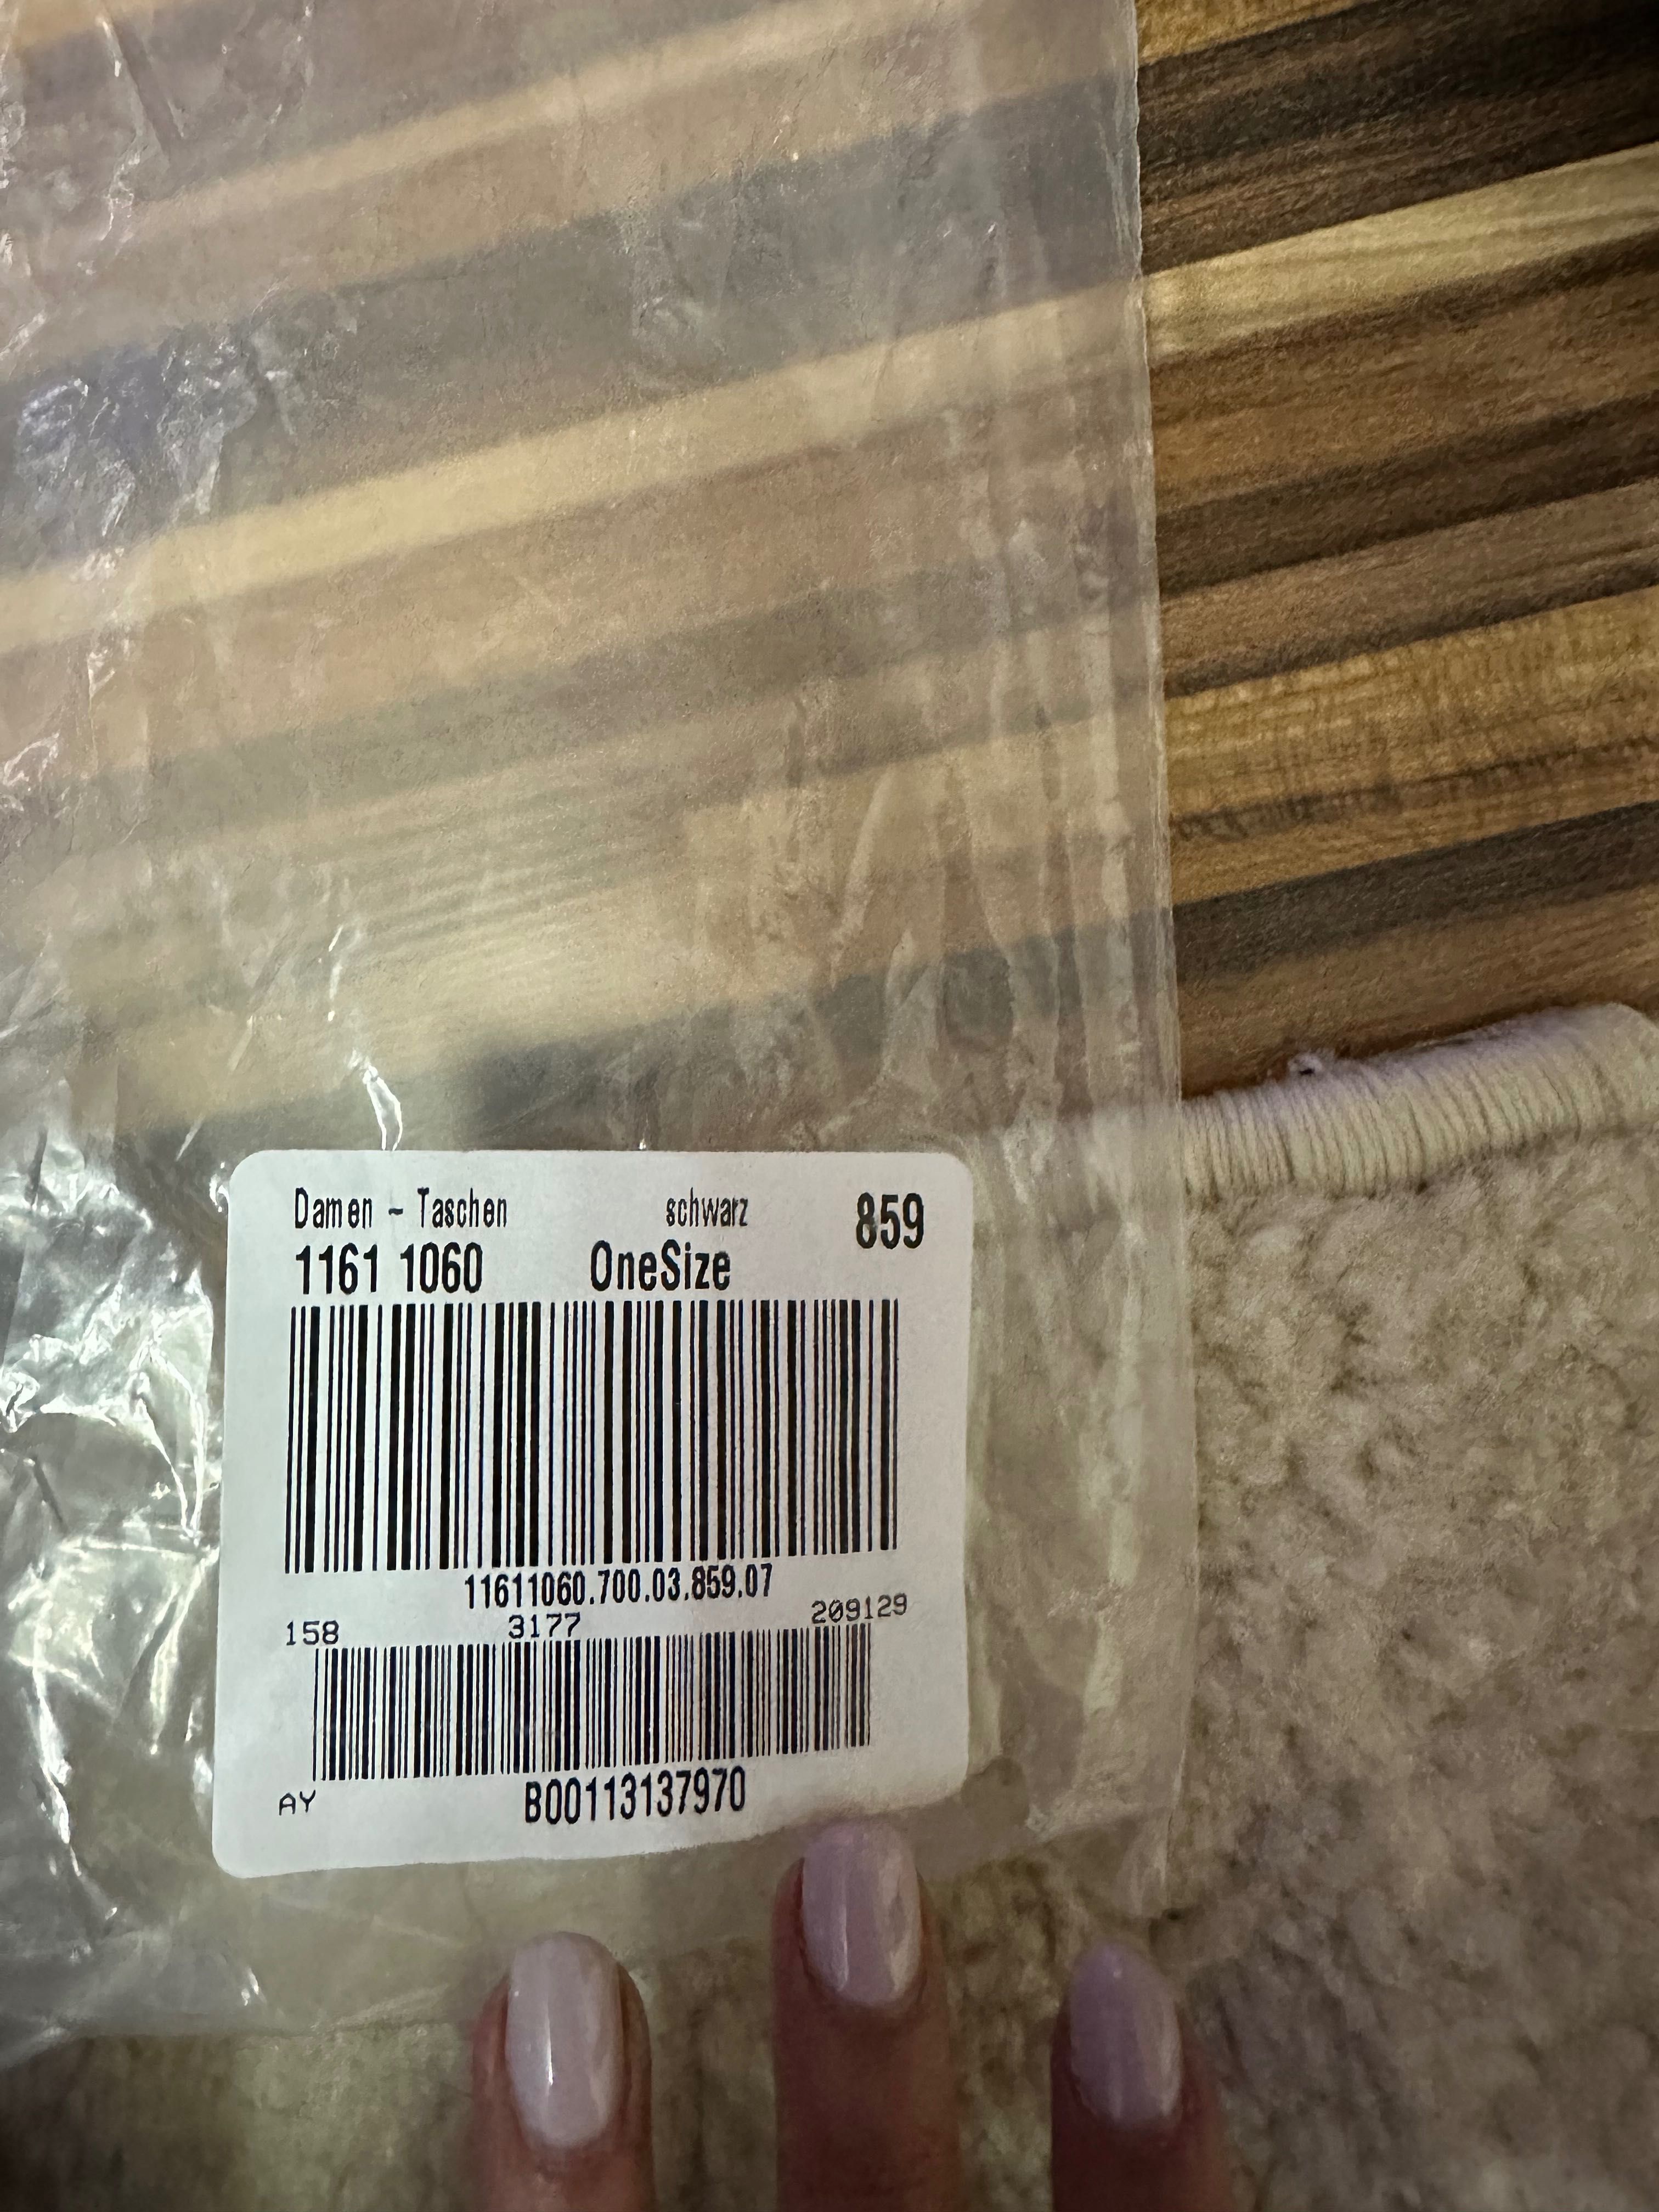 Damen - Taschen schwarz 859
1161 1060 OneSize
11611060.700.03.859.07
158 3177 209129
AY B00113137970